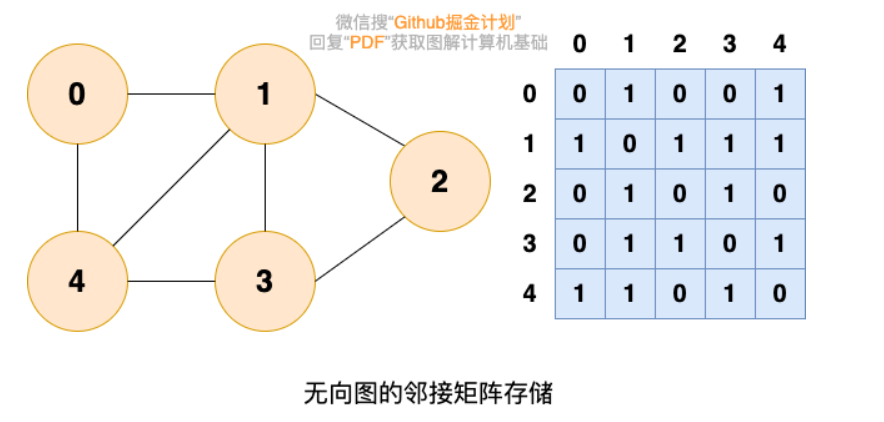 微信搜“Github掘金计划”
回复“PDF”获取图解计算机基础
0 1 2 3 4
0 1
2
4 3
0 0 1 0 0 1
1 1 0 1 1 1
2 0 1 0 1 0
3 0 1 1 0 1
4 1 1 0 1 0
无向图的邻接矩阵存储